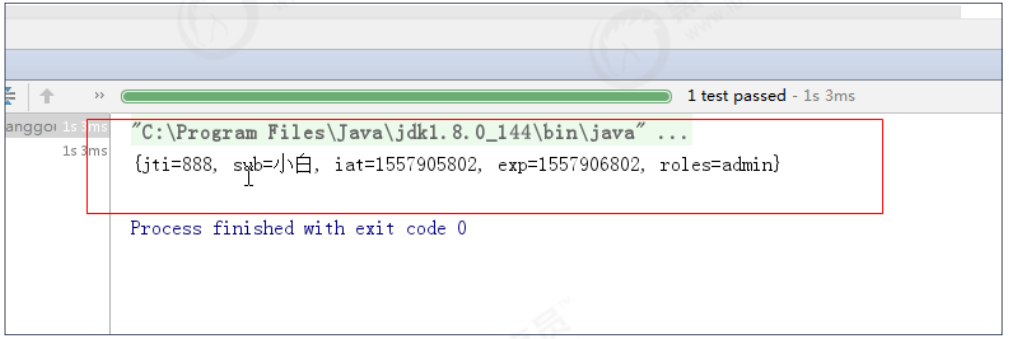 1 test passed - 1s 3ms
anggou 1s 3ms
"C:\Program Files\Java\jdk1.8.0_144\bin\java" ...
1s 3ms
{jti=888, sub=小白, iat=1557905802, exp=1557906802, roles=admin}
Process finished with exit code 0